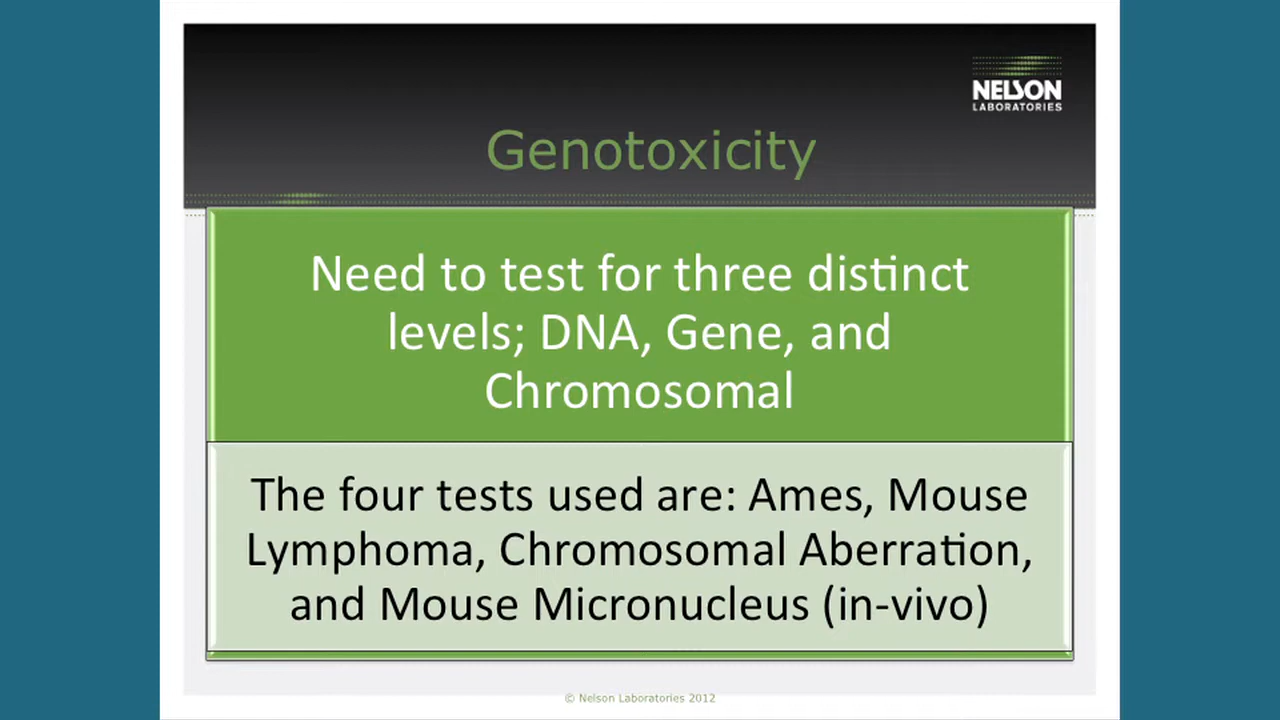 NELSON
LABORATORIES
Genotoxicity
Need to test for three distinct
levels; DNA, Gene, and
Chromosomal
The four tests used are: Ames, Mouse
Lymphoma, Chromosomal Aberration,
and Mouse Micronucleus (in-vivo)
© Nelson Laboratories 2012